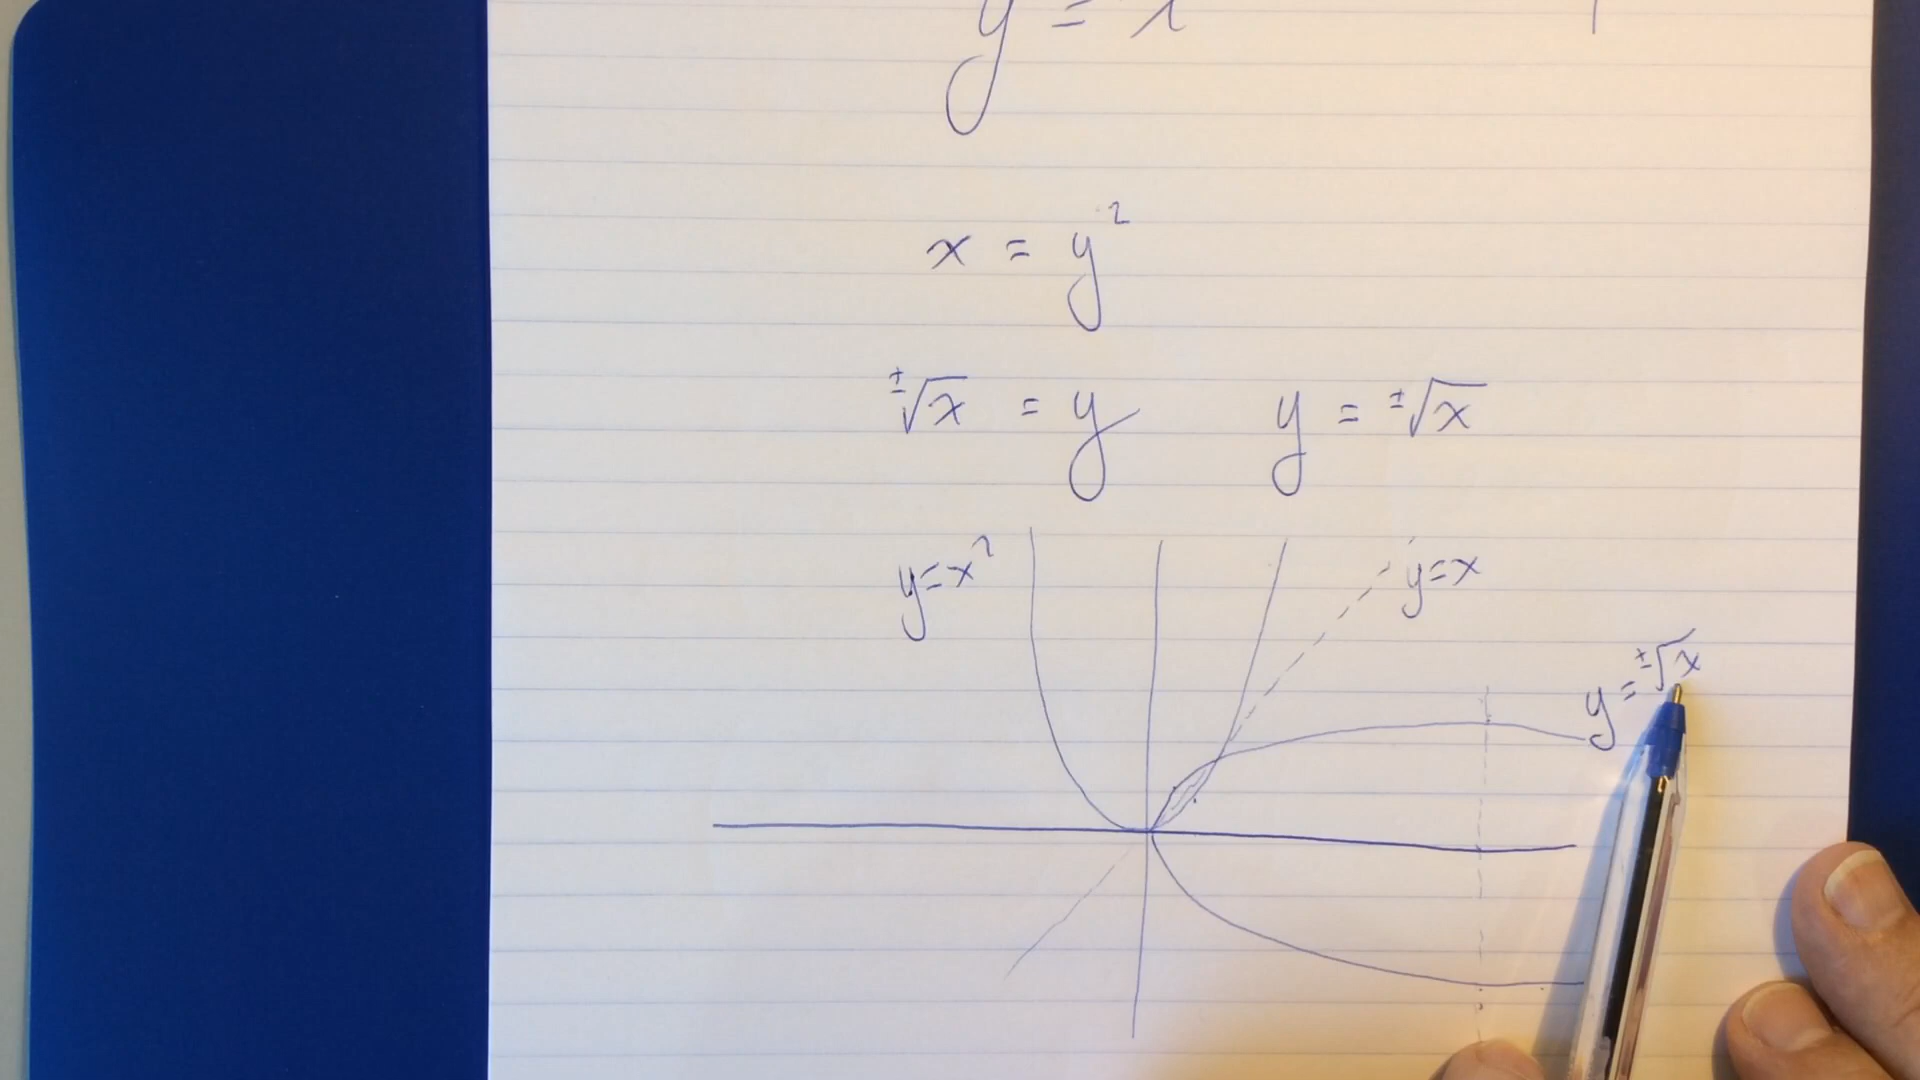 y =
x = y²
±√x = y y = ±√x
y=x² y=x
y=±√x